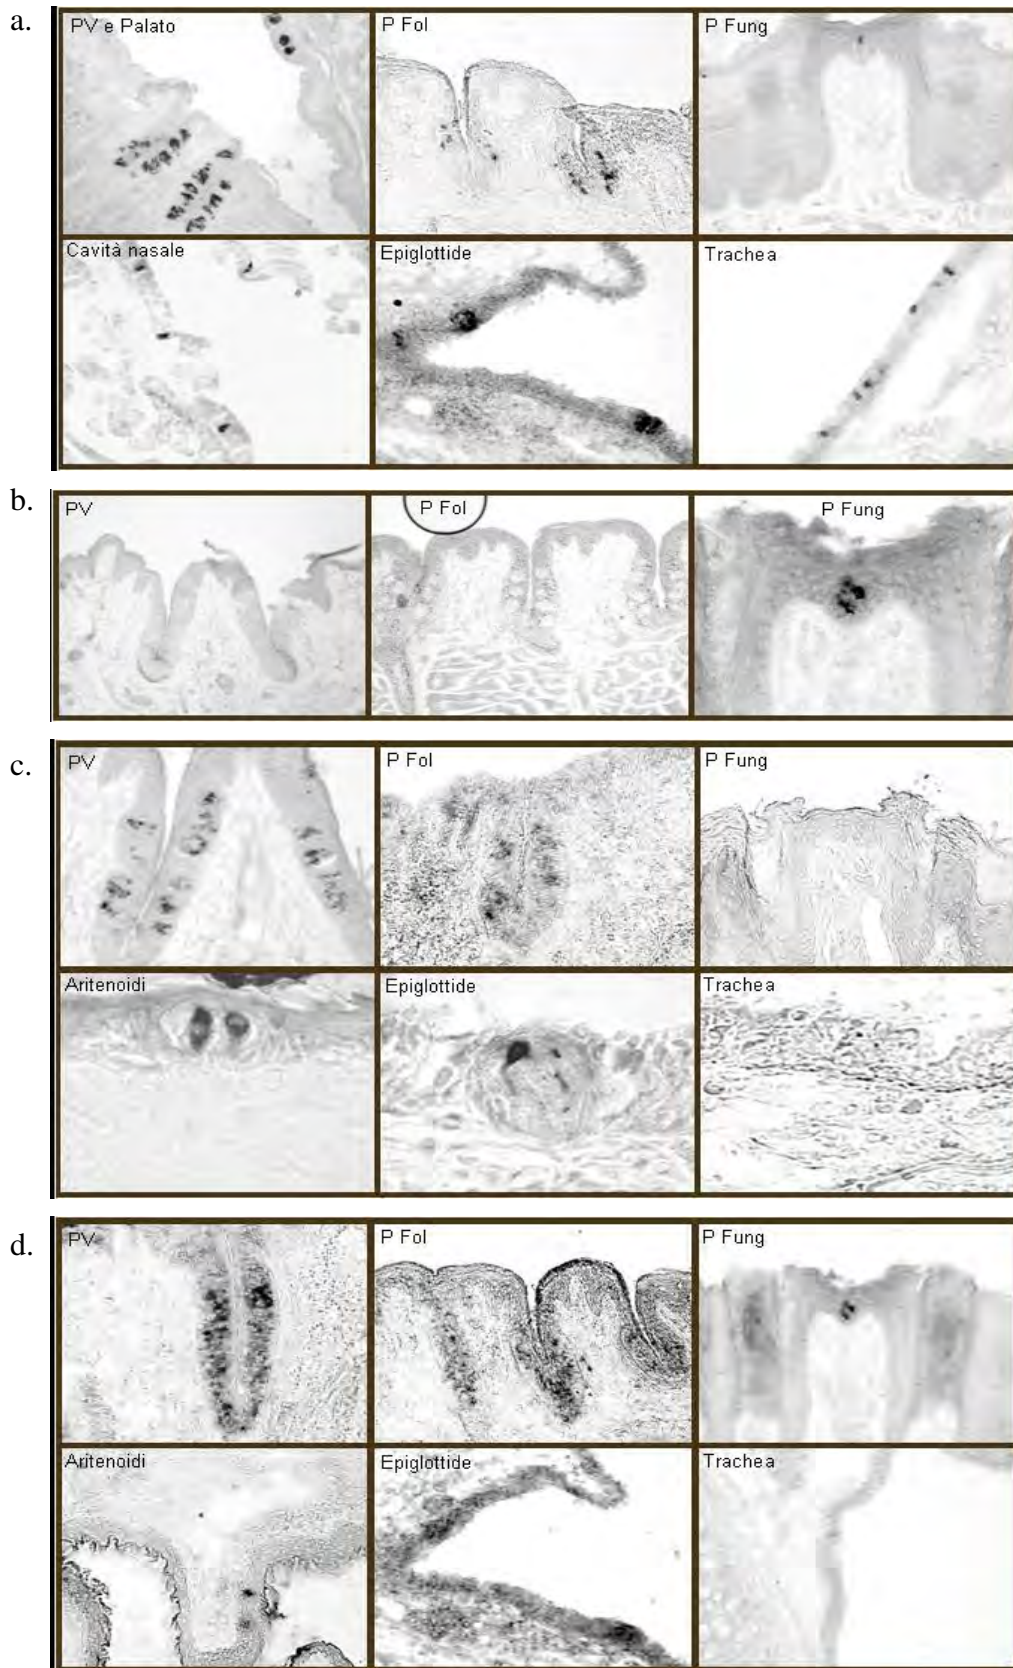 a.
PV e Palato
P Fol
P Fung
Cavità nasale
Epiglottide
Trachea
b.
PV
P Fol
P Fung
c.
PV
P Fol
P Fung
Aritenoidi
Epiglottide
Trachea
d.
PV
P Fol
P Fung
Aritenoidi
Epiglottide
Trachea